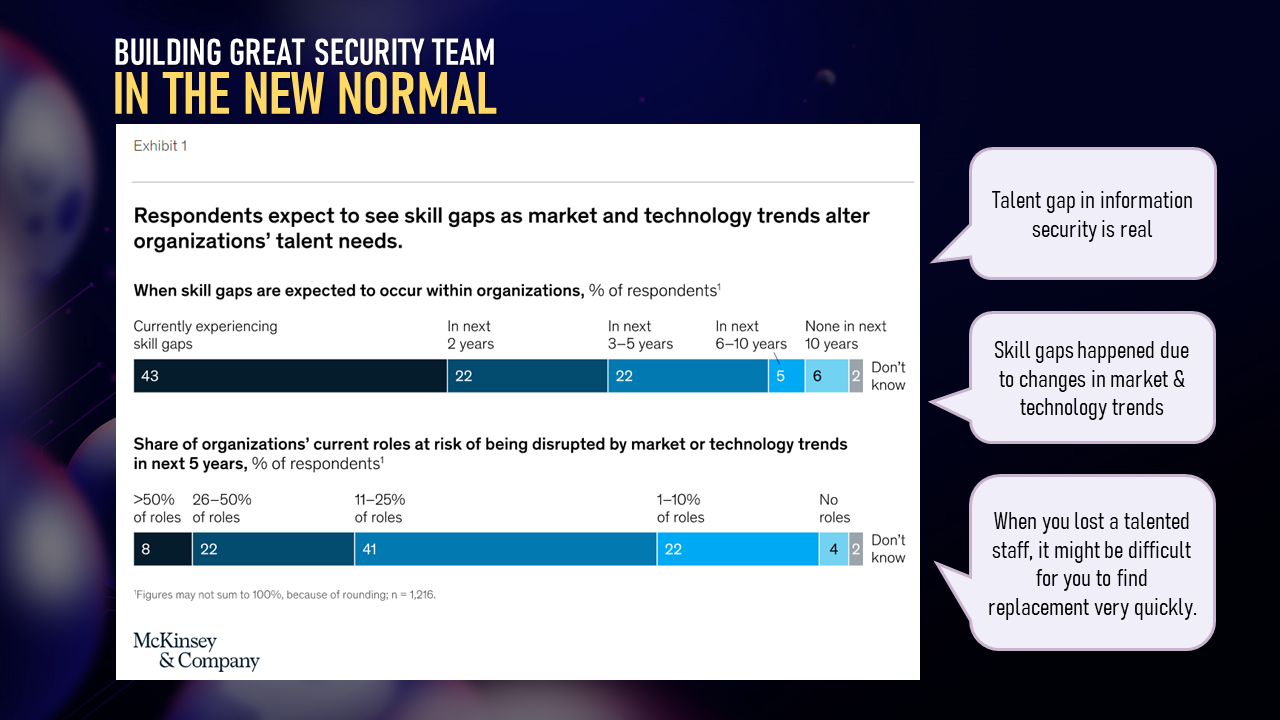 BUILDING GREAT SECURITY TEAM
IN THE NEW NORMAL
Exhibit 1
Respondents expect to see skill gaps as market and technology trends alter
organizations’ talent needs.
When skill gaps are expected to occur within organizations, % of respondents¹
Currently experiencing
skill gaps
In next
2 years
In next
3–5 years
In next
6–10 years
None in next
10 years
43
22
22
5
6
2
Don’t
know
Share of organizations’ current roles at risk of being disrupted by market or technology trends
in next 5 years, % of respondents¹
>50%
of roles
26–50%
of roles
11–25%
of roles
1–10%
of roles
No
roles
8
22
41
22
4
2
Don’t
know
¹Figures may not sum to 100%, because of rounding; n = 1,216.
McKinsey
& Company
Talent gap in information
security is real
Skill gaps happened due
to changes in market &
technology trends
When you lost a talented
staff, it might be difficult
for you to find
replacement very quickly.